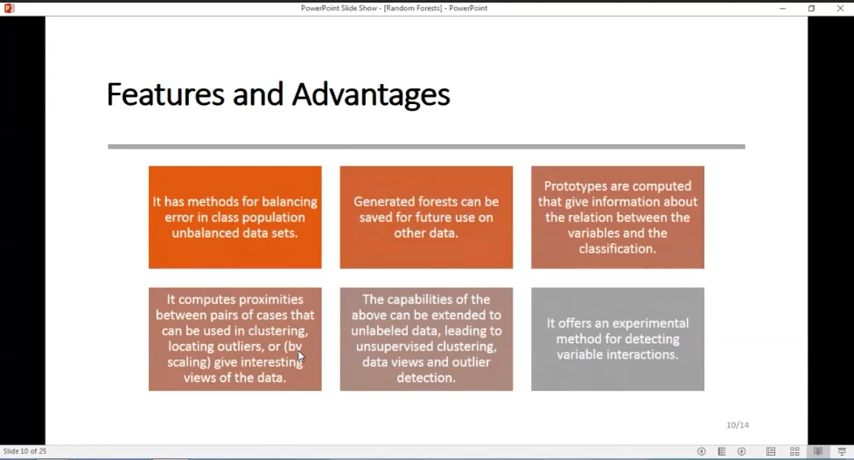 PowerPoint Slide Show - [Random Forests] - PowerPoint
Features and Advantages
It has methods for balancing
error in class population
unbalanced data sets.
Generated forests can be
saved for future use on
other data.
Prototypes are computed
that give information about
the relation between the
variables and the
classification.
It computes proximities
between pairs of cases that
can be used in clustering,
locating outliers, or (by
scaling) give interesting
views of the data.
The capabilities of the
above can be extended to
unlabeled data, leading to
unsupervised clustering,
data views and outlier
detection.
It offers an experimental
method for detecting
variable interactions.
10/14
Slide 10 of 25